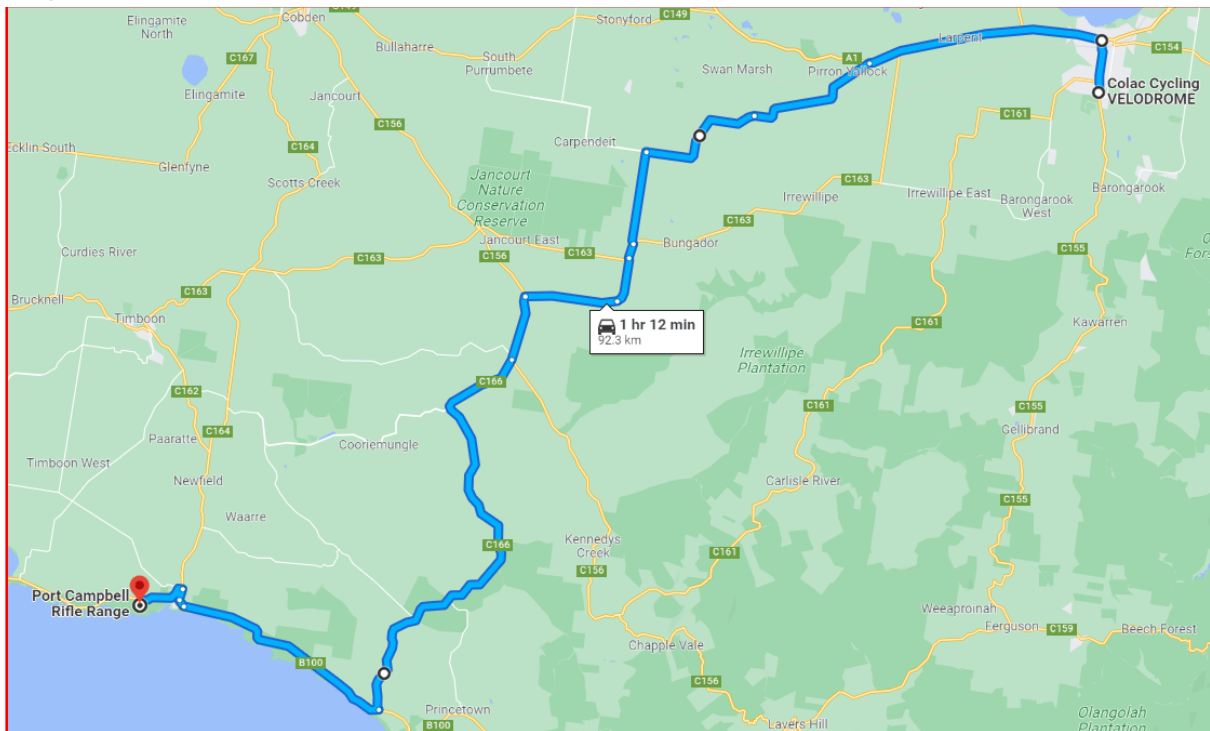 Elingamite
North
C167
Cobden
C149
Stonyford
C149
Bullaharre
South
Purrumbete
A1
Larpent
C154
Swan Marsh
Pirron Yallock
Colac Cycling
VELODROME
Elingamite
Jancourt
C156
C161
Ecklin South
Glenfyne
C164
Carpendeit
Scotts Creek
Jancourt
Nature
Conservation
Reserve
Irrewillipe
C163
Irrewillipe East
Barongarook
West
Barongarook
Curdies River
Jancourt East
C163
Bungador
C163
C155
C163
C156
Brucknell
C163
Timboon
1 hr 12 min
92.3 km
Kawarren
C161
Irrewillipe
Plantation
C166
C162
C161
C155
Paaratte
C164
Cooriemungle
Gellibrand
Timboon West
Newfield
Carlisle River
C155
Waarre
Kennedys
Creek
C166
C161
C156
Port Campbell
Rifle Range
Weeaproinah
Ferguson
C159
Beech Forest
Chapple Vale
B100
C156
Princetown
B100
Lavers Hill
Olangolah
Plantation